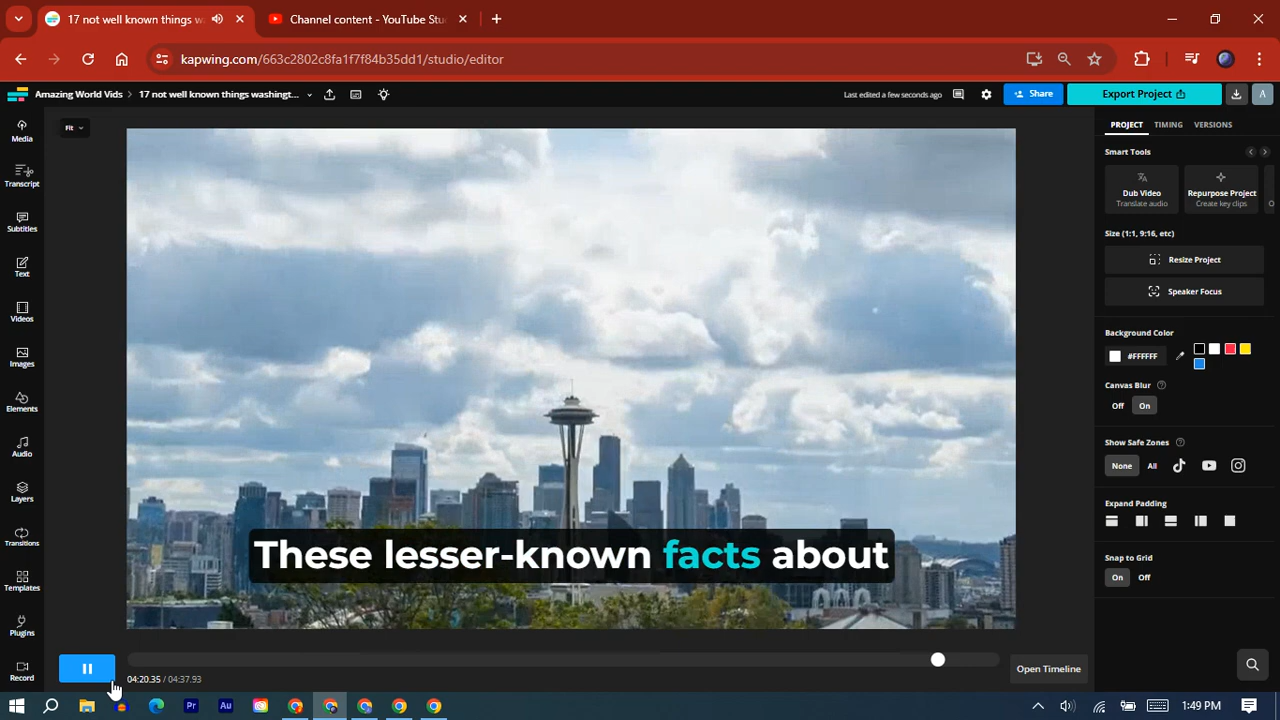 17 not well known things wa
Channel content - YouTube Stu
kapwing.com/663c2802c8fa1f7f84b35dd1/studio/editor
Amazing World Vids > 17 not well known things washingt...
Last edited a few seconds ago
Share
Export Project
A
Media
Transcript
Subtitles
Text
Videos
Images
Elements
Audio
Layers
Transitions
Templates
Plugins
Record
Fit
These lesser-known facts about
04:20.35 / 04:37.93
Open Timeline
PROJECT TIMING VERSIONS
Smart Tools
Dub Video
Translate audio
Repurpose Project
Create key clips
Size (1:1, 9:16, etc)
Resize Project
Speaker Focus
Background Color
#FFFFFF
Canvas Blur
Off On
Show Safe Zones
None All
Expand Padding
Snap to Grid
On Off
Pr Au
1:49 PM